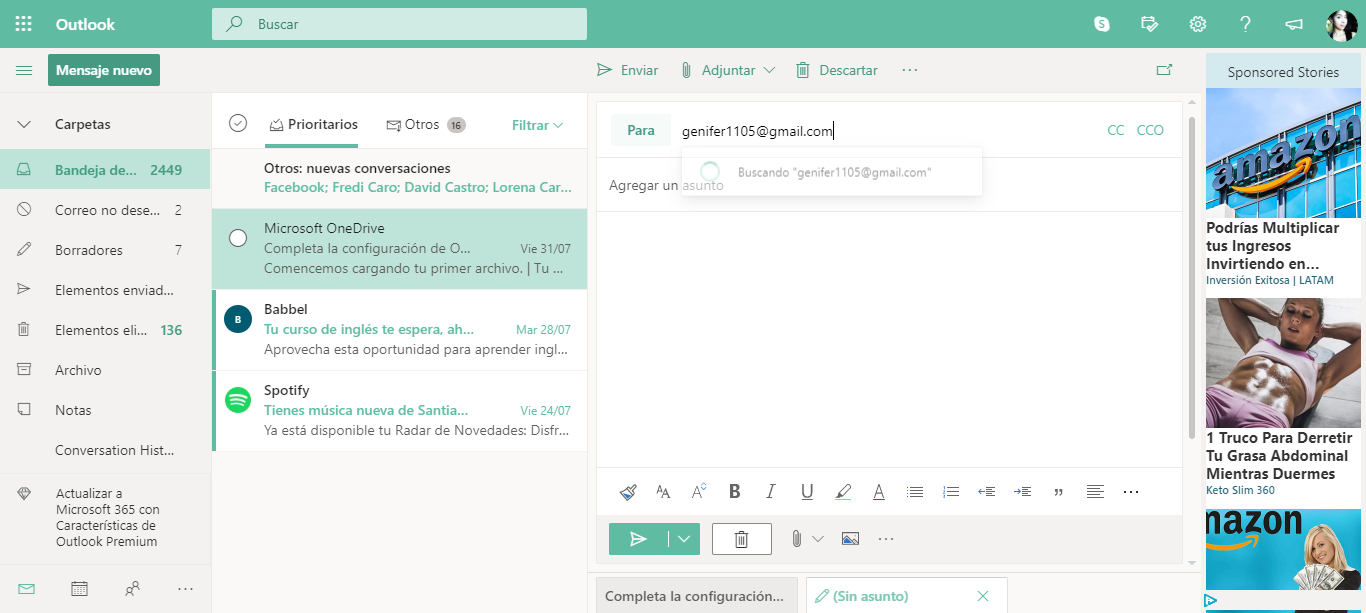 Outlook
Buscar
Mensaje nuevo
Enviar
Adjuntar
Descartar
Carpetas
Bandeja de... 2449
Correo no dese... 2
Borradores 7
Elementos enviad...
Elementos eli... 136
Archivo
Notas
Conversation Hist...
Actualizar a
Microsoft 365 con
Características de
Outlook Premium
Prioritarios
Otros 16
Filtrar
Otros: nuevas conversaciones
Facebook; Fredi Caro; David Castro; Lorena Car...
Microsoft OneDrive
Completa la configuración de O... Vie 31/07
Comencemos cargando tu primer archivo. | Tu ...
B
Babbel
Tu curso de inglés te espera, ah... Mar 28/07
Aprovecha esta oportunidad para aprender ingl...
Spotify
Tienes música nueva de Santia... Vie 24/07
Ya está disponible tu Radar de Novedades: Disfr...
Para genifer1105@gmail.com CC CCO
Buscando "genifer1105@gmail.com"
Agregar un asunto
Completa la configuración...
(Sin asunto)
Sponsored Stories
amazon
Podrías Multiplicar
tus Ingresos
Invirtiendo en...
Inversión Exitosa | LATAM
1 Truco Para Derretir
Tu Grasa Abdominal
Mientras Duermes
Keto Slim 360
mazon